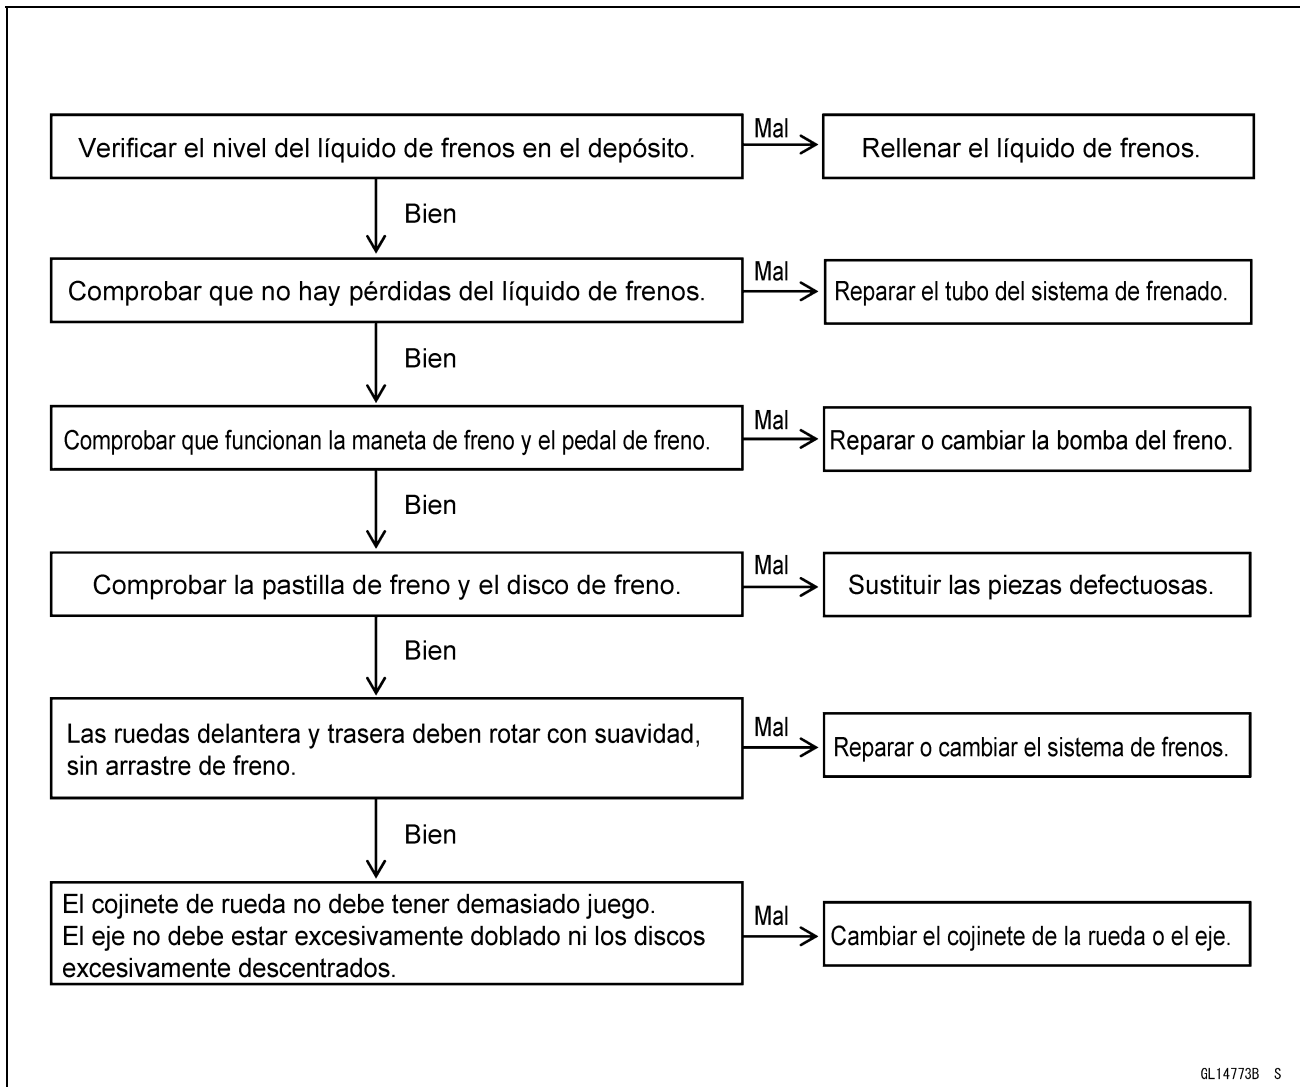 Verificar el nivel del líquido de frenos en el depósito.
Mal
Rellenar el líquido de frenos.
Bien
Comprobar que no hay pérdidas del líquido de frenos.
Mal
Reparar el tubo del sistema de frenado.
Bien
Comprobar que funcionan la maneta de freno y el pedal de freno.
Mal
Reparar o cambiar la bomba del freno.
Bien
Comprobar la pastilla de freno y el disco de freno.
Mal
Sustituir las piezas defectuosas.
Bien
Las ruedas delantera y trasera deben rotar con suavidad,
sin arrastre de freno.
Mal
Reparar o cambiar el sistema de frenos.
Bien
El cojinete de rueda no debe tener demasiado juego.
El eje no debe estar excesivamente doblado ni los discos
excesivamente descentrados.
Mal
Cambiar el cojinete de la rueda o el eje.
GL14773B S